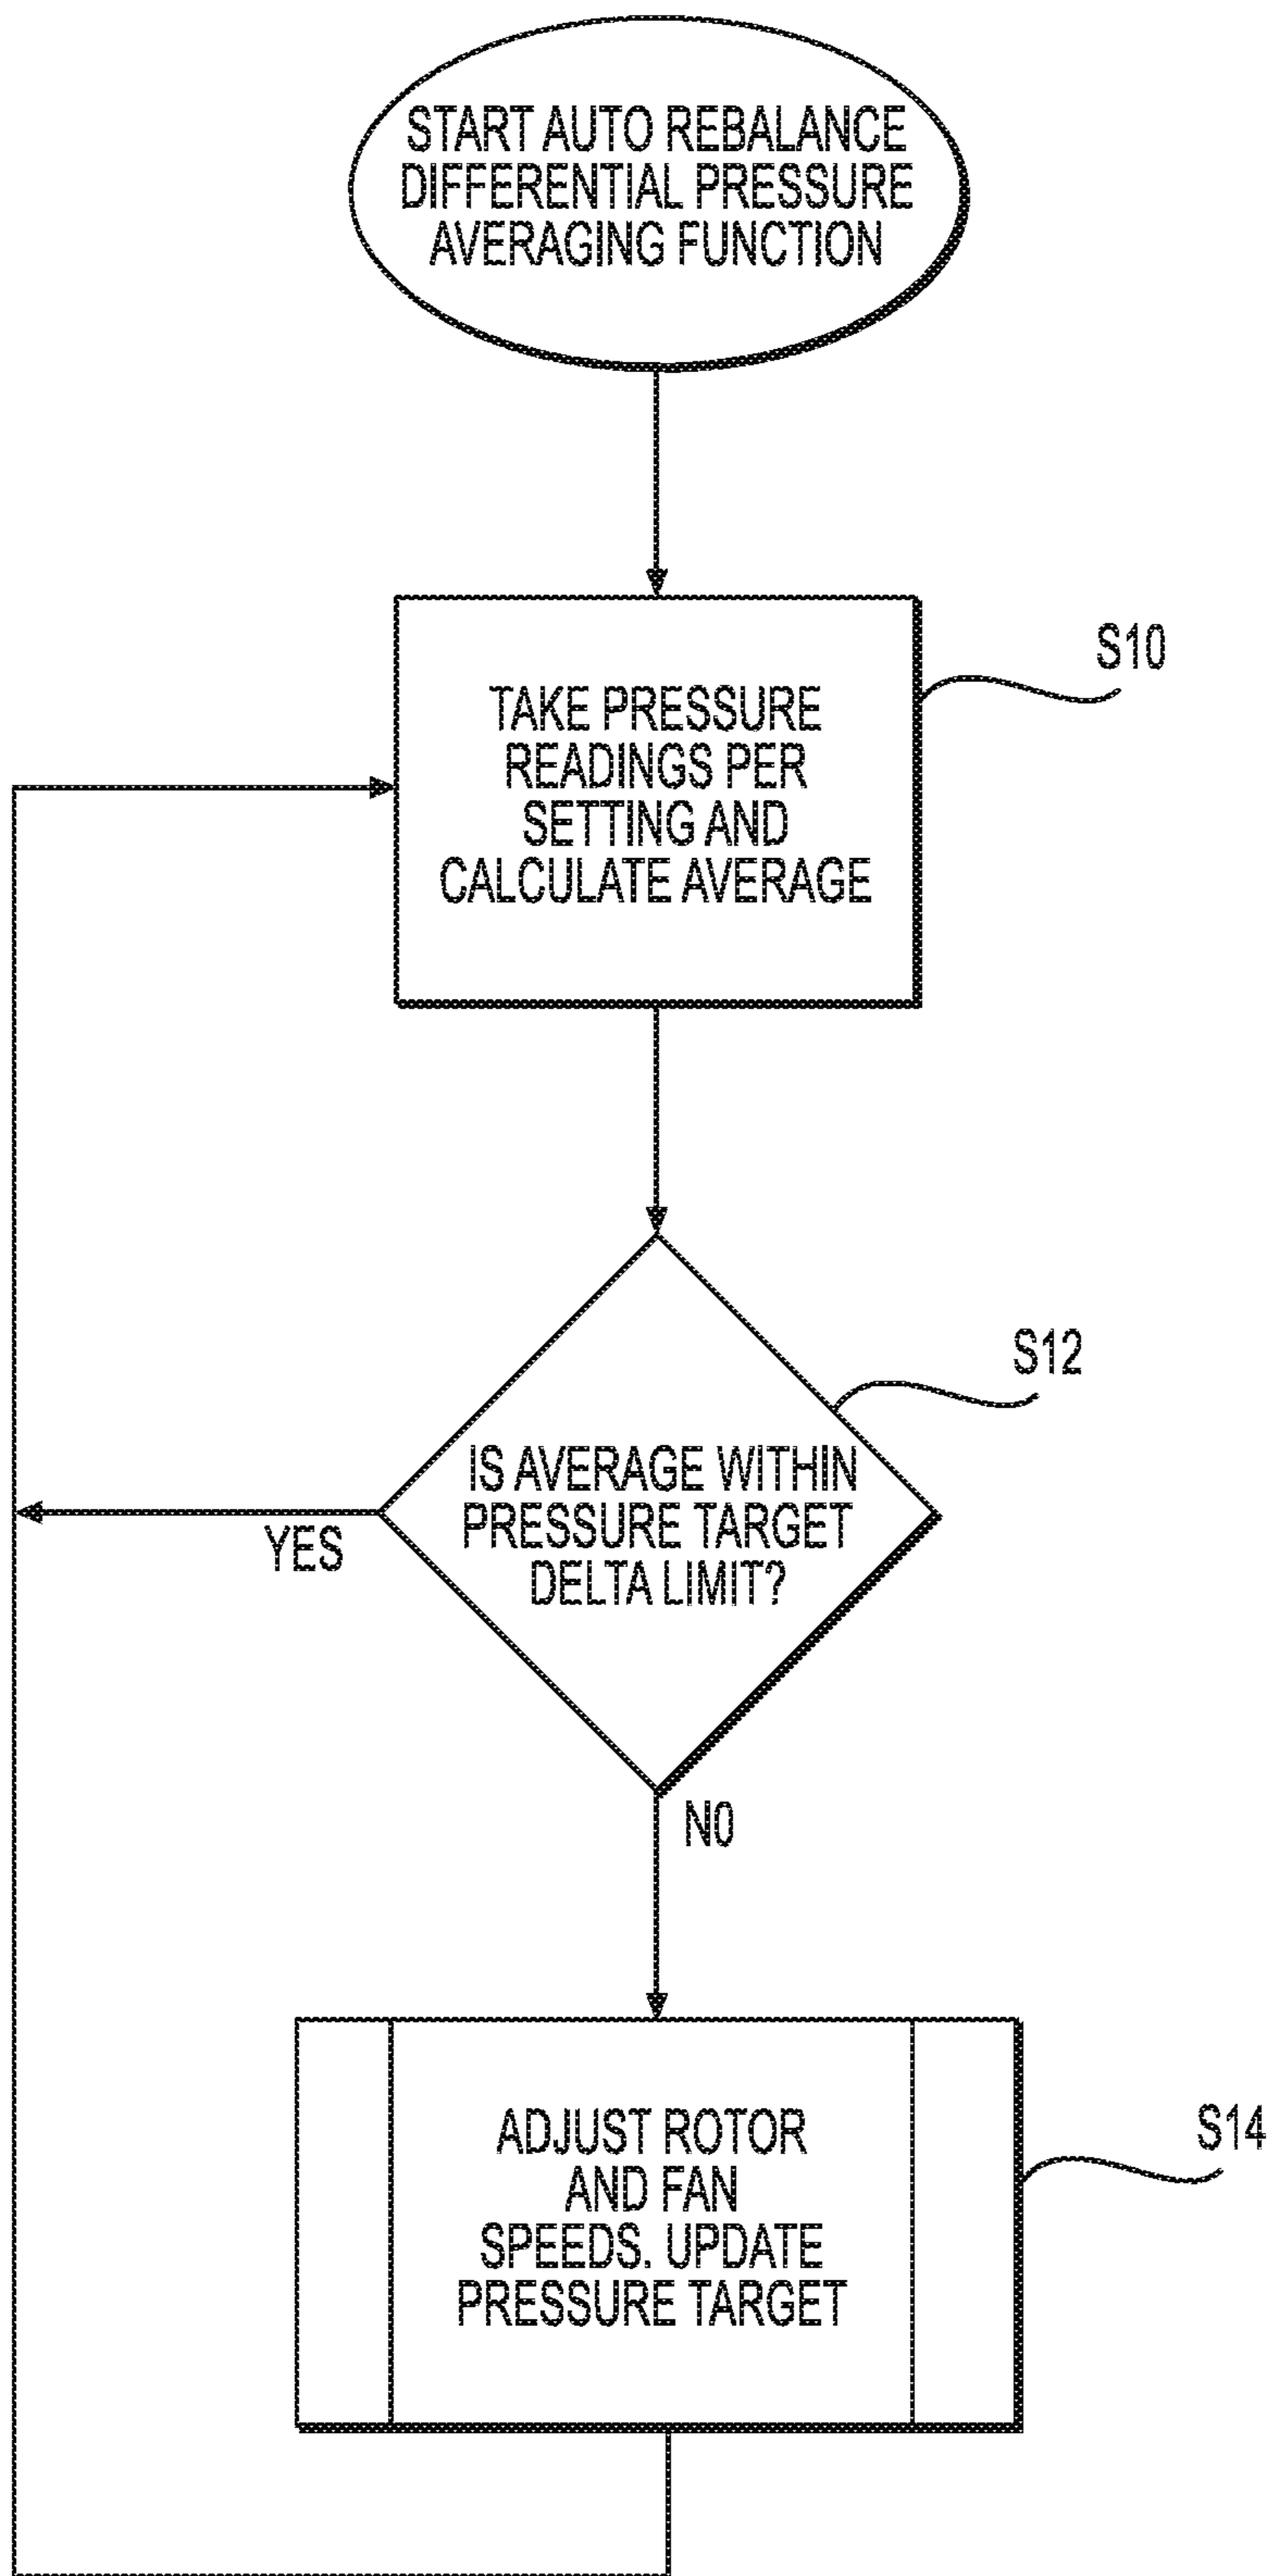 START AUTO REBALANCE
DIFFERENTIAL PRESSURE
AVERAGING FUNCTION
TAKE PRESSURE
READINGS PER
SETTING AND
CALCULATE AVERAGE
S10
IS AVERAGE WITHIN
PRESSURE TARGET
DELTA LIMIT?
S12
YES
NO
ADJUST ROTOR
AND FAN
SPEEDS. UPDATE
PRESSURE TARGET
S14